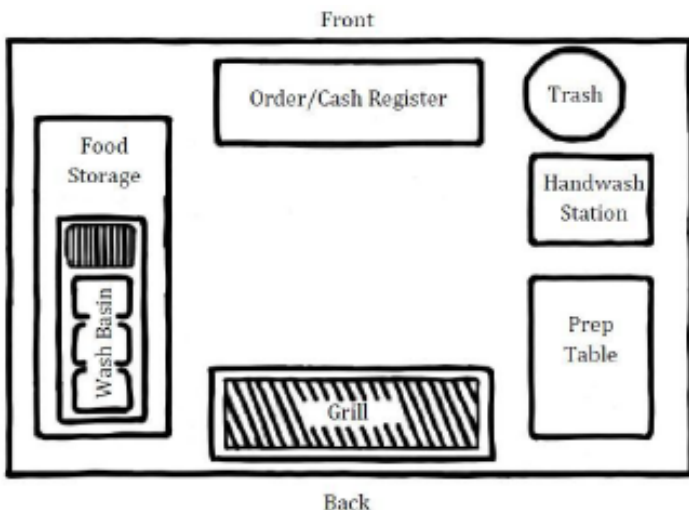 Front
Order/Cash Register
Trash
Food
Storage
Handwash
Station
Wash Basin
Prep
Table
Grill
Back